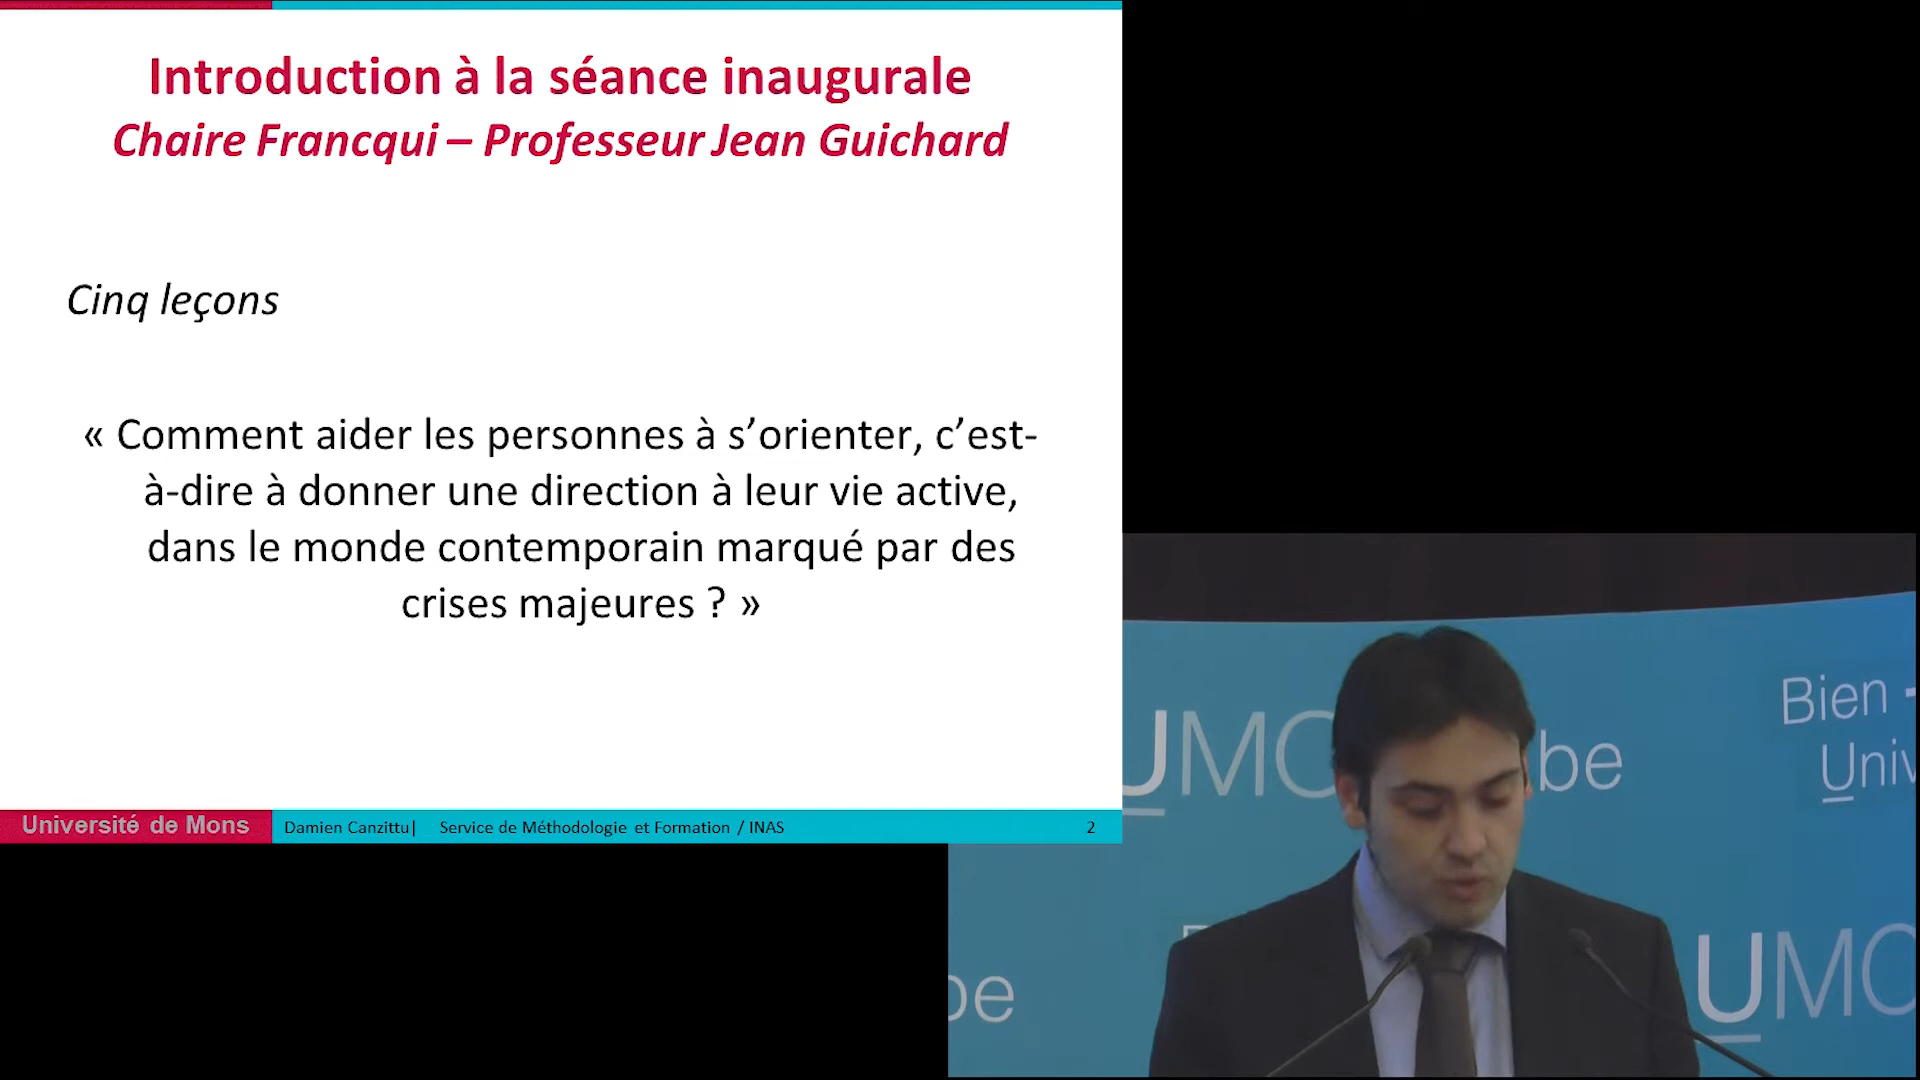 Introduction à la séance inaugurale
Chaire Francqui – Professeur Jean Guichard
Cinq leçons
« Comment aider les personnes à s’orienter, c’est-
à-dire à donner une direction à leur vie active,
dans le monde contemporain marqué par des
crises majeures ? »
Université de Mons
Damien Canzittu| Service de Méthodologie et Formation / INAS
2
Bien
Univ
UMO
be
be
UMO